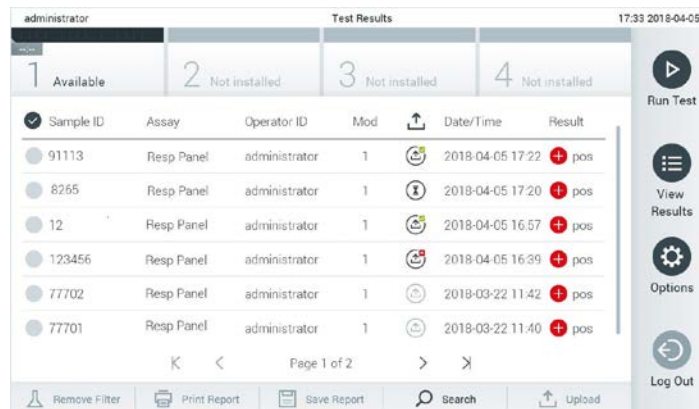 administrator Test Results 17:33 2018-04-05
--:--
1 Available 2 Not installed 3 Not installed 4 Not installed
Run Test
Sample ID Assay Operator ID Mod Date/Time Result
91113 Resp Panel administrator 1 2018-04-05 17:22 pos
8265 Resp Panel administrator 1 2018-04-05 17:20 pos
View
Results
12 Resp Panel administrator 1 2018-04-05 16:57 pos
123456 Resp Panel administrator 1 2018-04-05 16:39 pos
77702 Resp Panel administrator 1 2018-03-22 11:42 pos
Options
77701 Resp Panel administrator 1 2018-03-22 11:40 pos
Page 1 of 2
Log Out
Remove Filter Print Report Save Report Search Upload